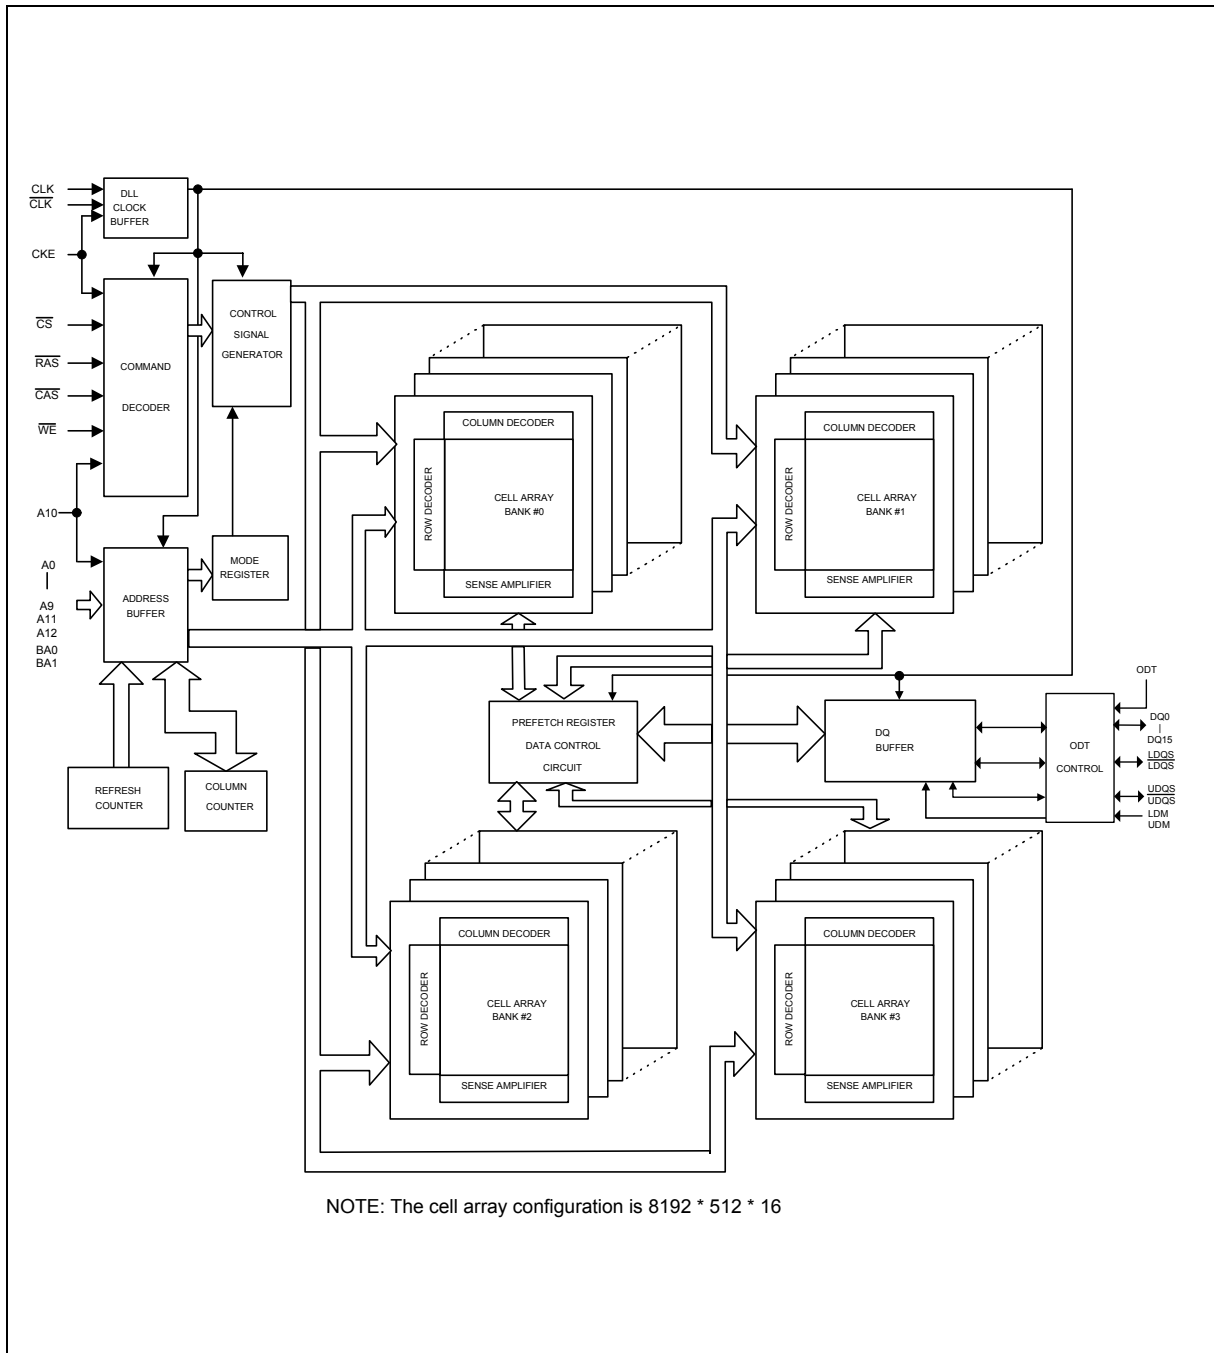 CLK
CLK
CKE
CS
RAS
CAS
WE
A10
A0
A9
A11
A12
BA0
BA1
DLL
CLOCK
BUFFER
COMMAND
DECODER
CONTROL
SIGNAL
GENERATOR
MODE
REGISTER
ADDRESS
BUFFER
REFRESH
COUNTER
COLUMN
COUNTER
COLUMN DECODER
ROW DECODER
CELL ARRAY
BANK #0
SENSE AMPLIFIER
COLUMN DECODER
ROW DECODER
CELL ARRAY
BANK #1
SENSE AMPLIFIER
PREFETCH REGISTER
DATA CONTROL
CIRCUIT
DQ
BUFFER
ODT
CONTROL
ODT
DQ0
DQ15
LDQS
LDQS
UDQS
UDQS
LDM
UDM
COLUMN DECODER
ROW DECODER
CELL ARRAY
BANK #2
SENSE AMPLIFIER
COLUMN DECODER
ROW DECODER
CELL ARRAY
BANK #3
SENSE AMPLIFIER
NOTE: The cell array configuration is 8192 * 512 * 16